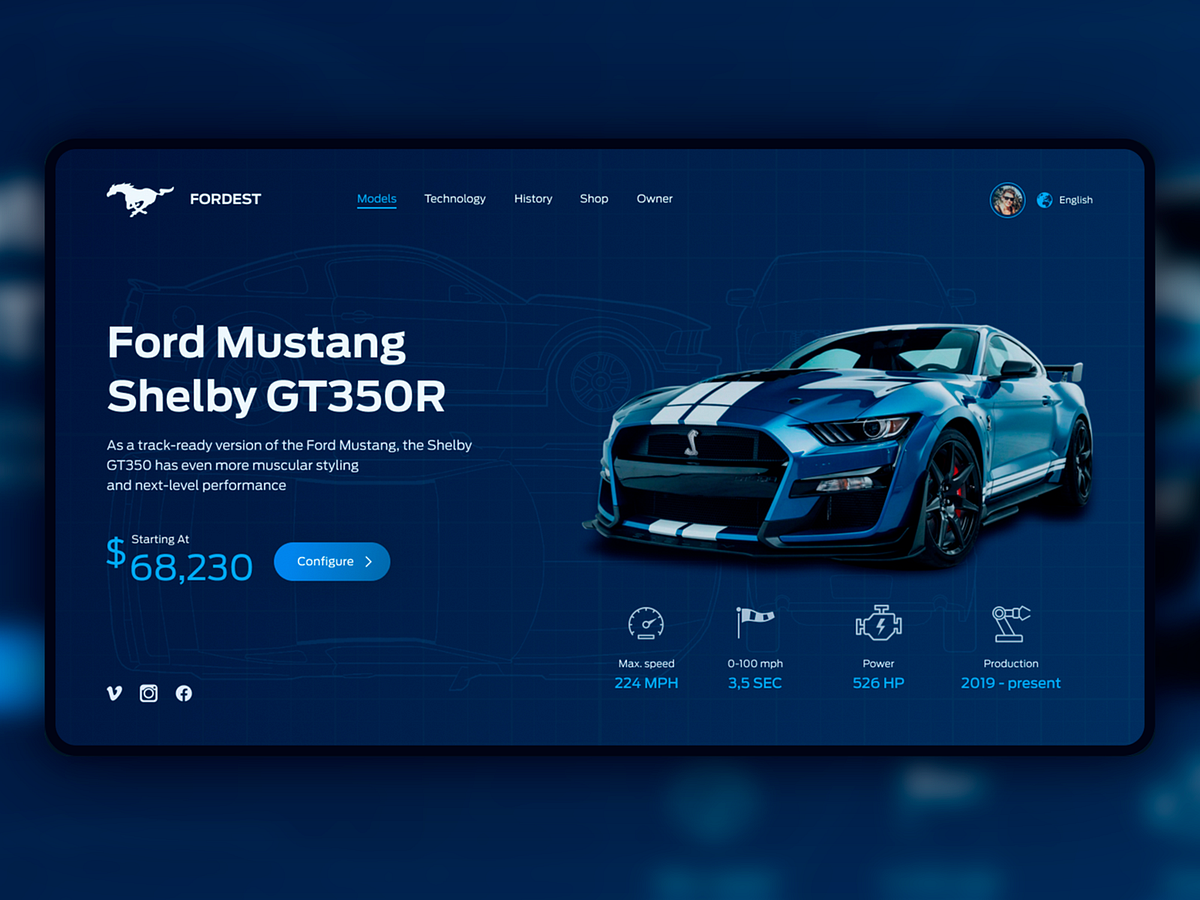 FORDEST
Models
Technology
History
Shop
Owner
English
Ford Mustang
Shelby GT350R
As a track-ready version of the Ford Mustang, the Shelby
GT350 has even more muscular styling
and next-level performance
Starting At
$68,230
Configure
Max. speed
224 MPH
0-100 mph
3,5 SEC
Power
526 HP
Production
2019 - present